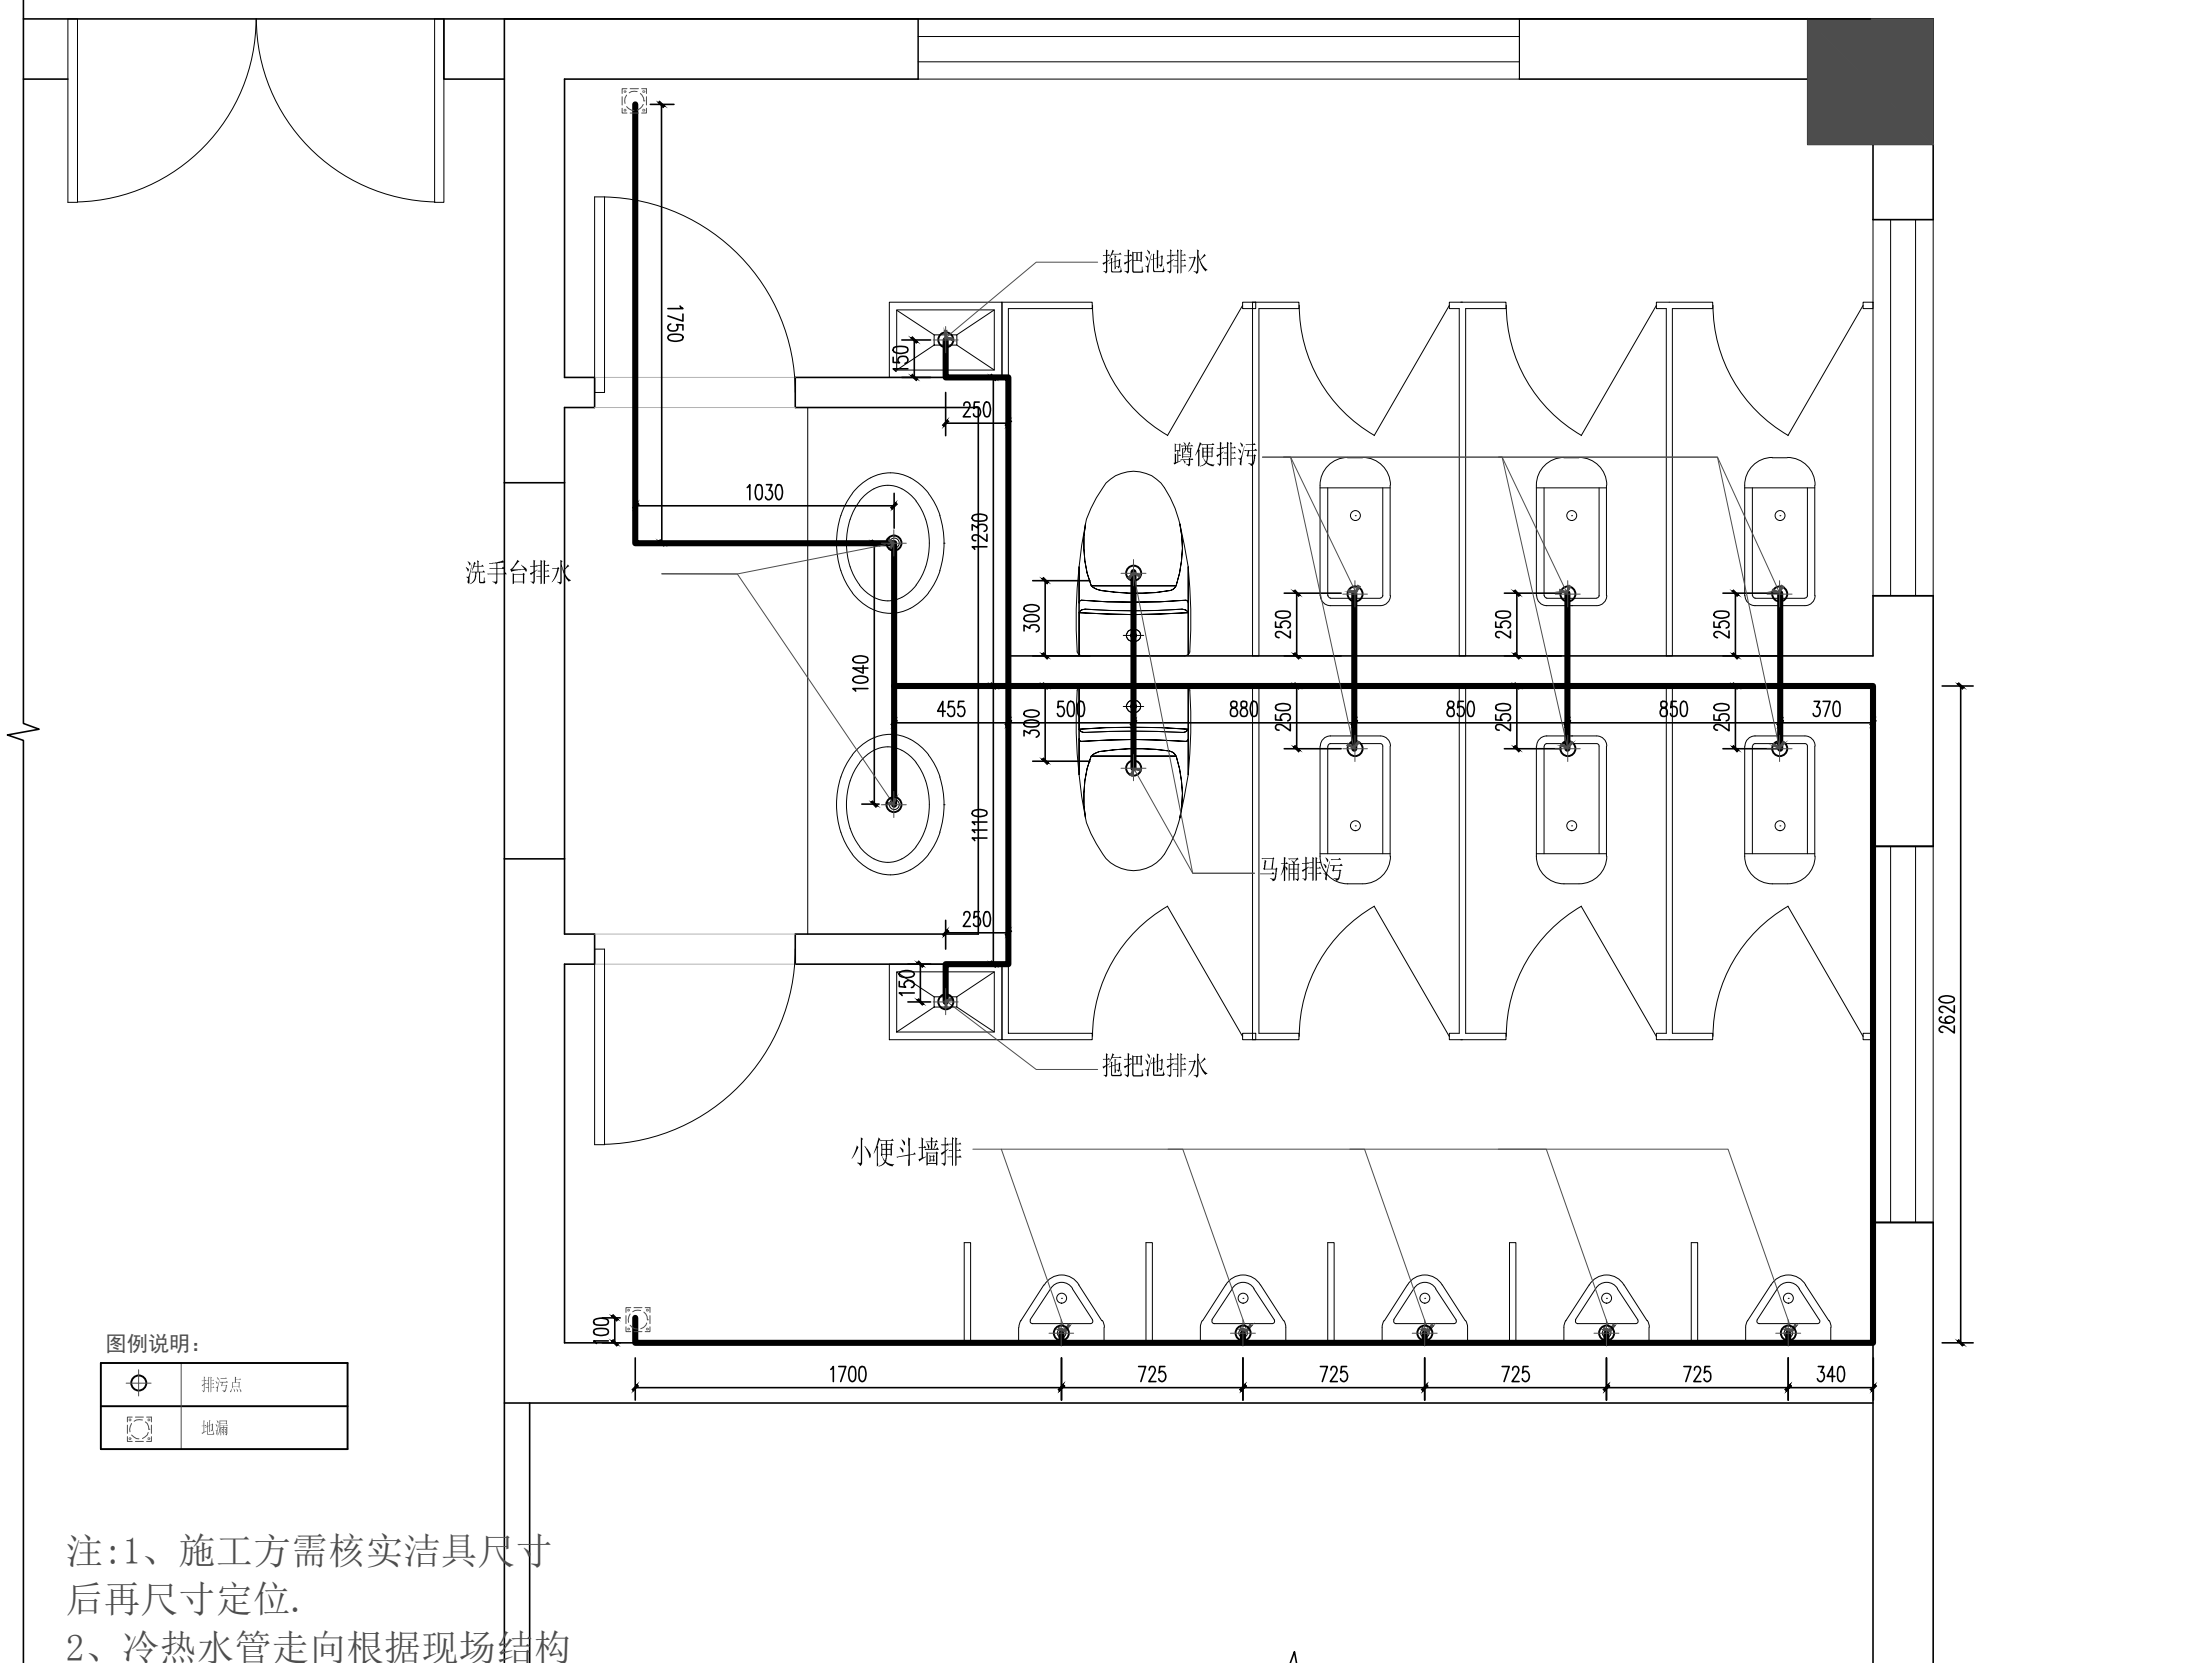 拖把池排水
1750
150
250
蹲便排污
1030
1230
洗手台排水
300
250
250
250
1040
455
500
880
850
850
370
300
250
250
250
1110
马桶排污
250
150
2620
拖把池排水
小便斗墙排
100
1700
725
725
725
725
340
图例说明：
排污点
地漏
注:1、施工方需核实洁具尺寸
后再尺寸定位.
2、冷热水管走向根据现场结构